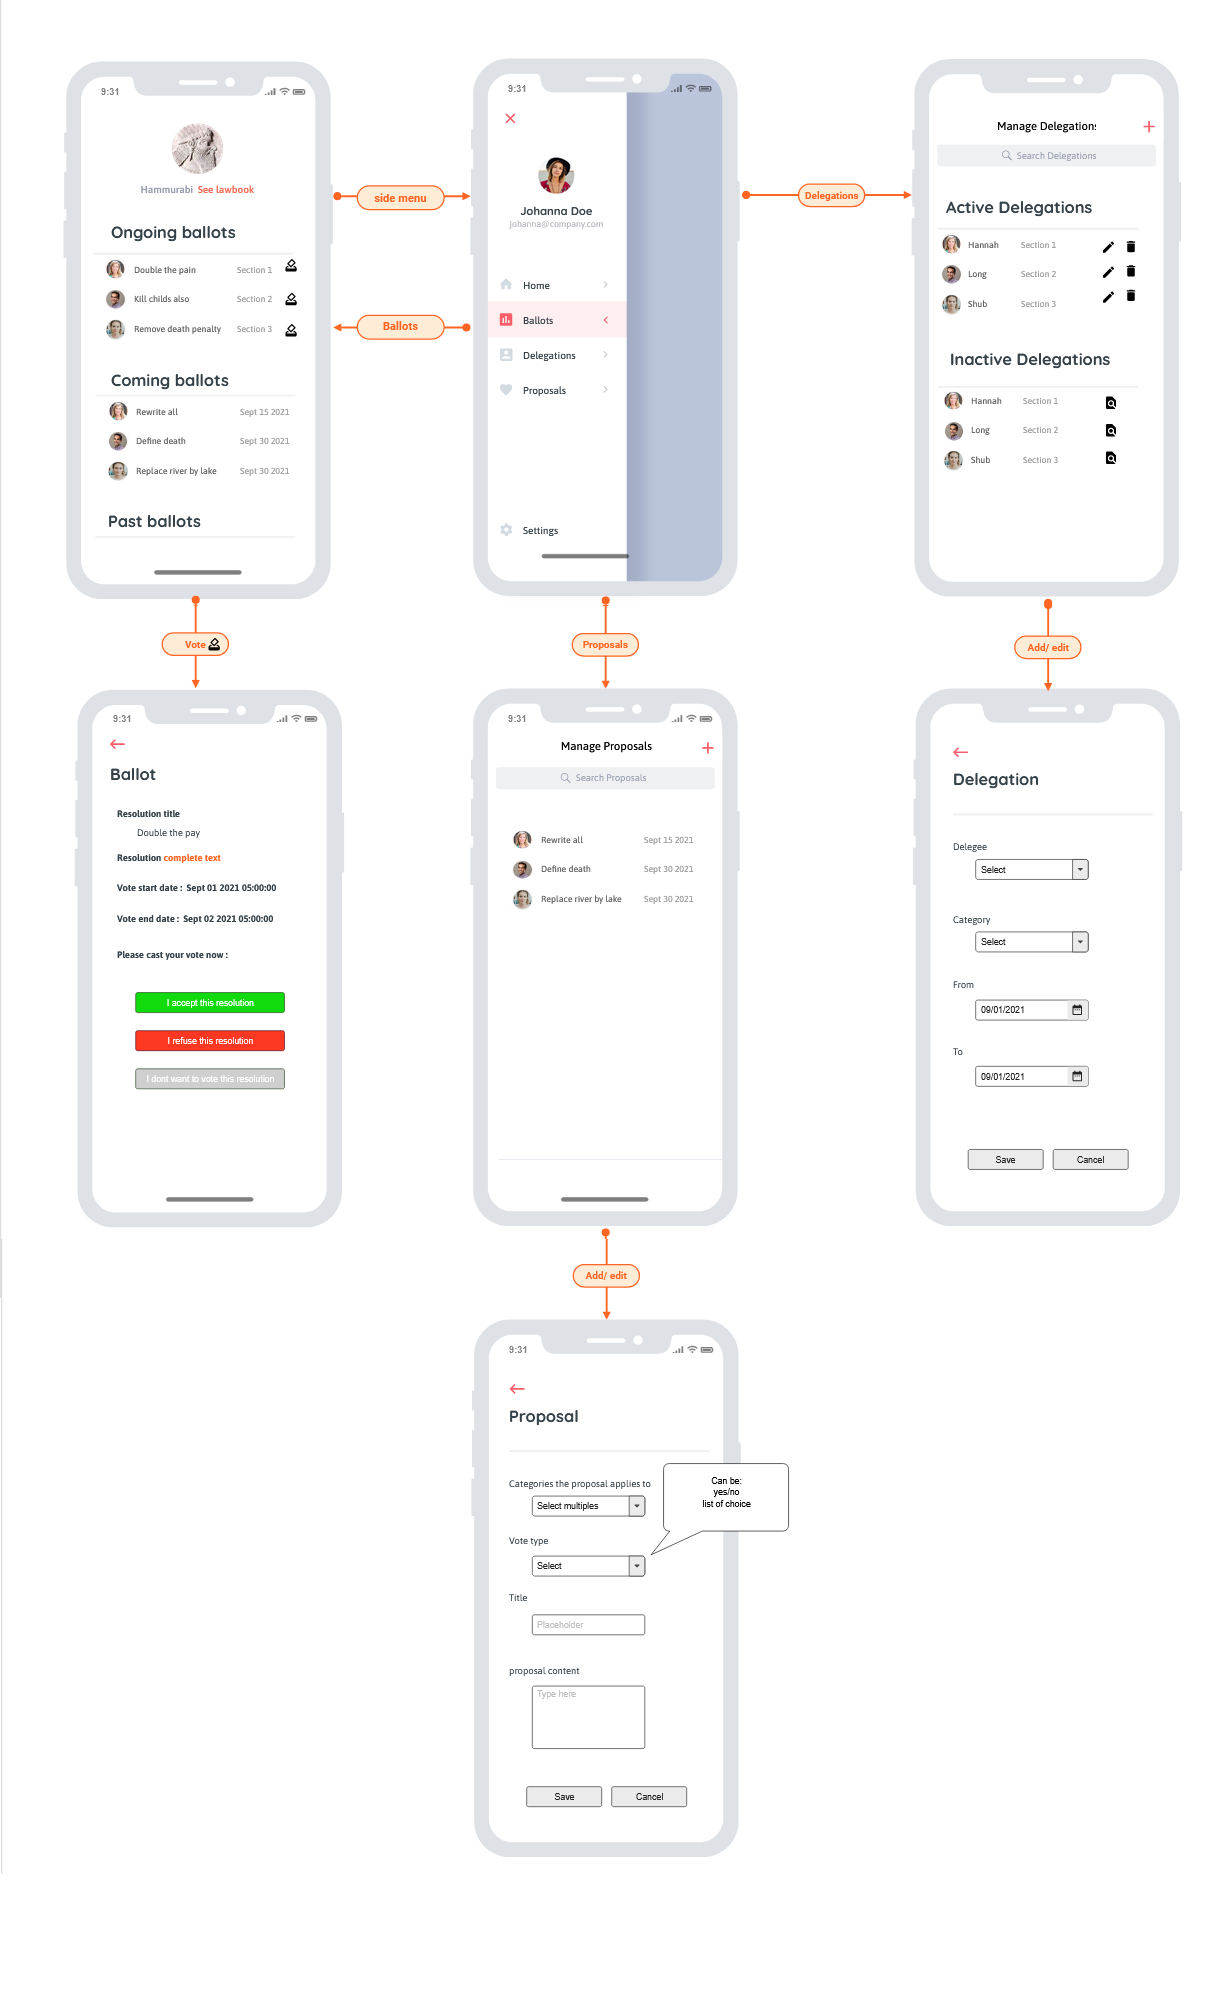 9:31
Hammurabi See lawbook
Ongoing ballots
Double the pain Section 1
Kill childs also Section 2
Remove death penalty Section 3
Coming ballots
Rewrite all Sept 15 2021
Define death Sept 30 2021
Replace river by lake Sept 30 2021
Past ballots
side menu
Ballots
9:31
Johanna Doe
johanna@company.com
Home
Ballots
Delegations
Proposals
Settings
Delegations
Manage Delegations
Search Delegations
Active Delegations
Hannah Section 1
Long Section 2
Shub Section 3
Inactive Delegations
Hannah Section 1
Long Section 2
Shub Section 3
Vote
Proposals
Add/ edit
9:31
Ballot
Resolution title
Double the pay
Resolution complete text
Vote start date : Sept 01 2021 05:00:00
Vote end date : Sept 02 2021 05:00:00
Please cast your vote now :
I accept this resolution
I refuse this resolution
I dont want to vote this resolution
9:31
Manage Proposals
Search Proposals
Rewrite all Sept 15 2021
Define death Sept 30 2021
Replace river by lake Sept 30 2021
Delegation
Delegee
Select
Category
Select
From
09/01/2021
To
09/01/2021
Save Cancel
Add/ edit
9:31
Proposal
Categories the proposal applies to
Select multiples
Can be:
yes/no
list of choice
Vote type
Select
Title
Placeholder
proposal content
Type here
Save Cancel